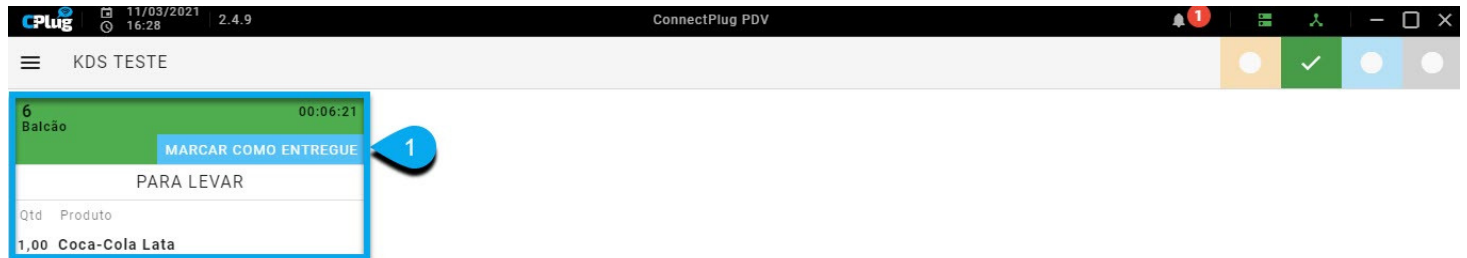 CPlug 11/03/2021 16:28 2.4.9 ConnectPlug PDV 1
KDS TESTE
6 00:06:21
Balcão
MARCAR COMO ENTREGUE 1
PARA LEVAR
Qtd Produto
1,00 Coca-Cola Lata